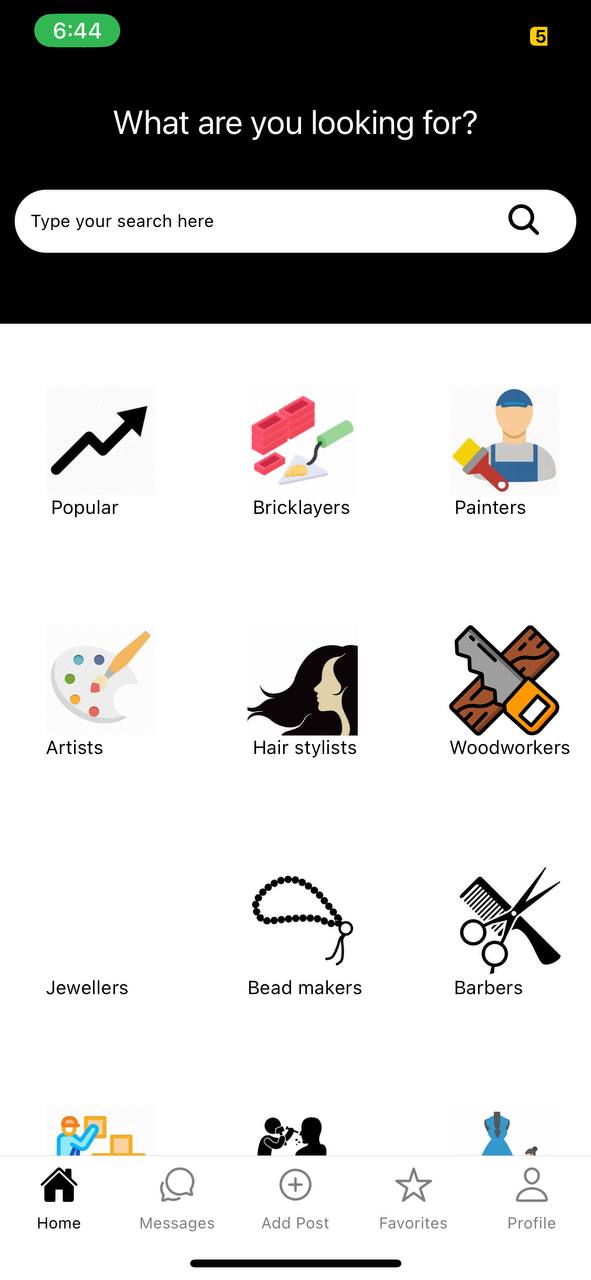 6:44
5
What are you looking for?
Type your search here
Popular
Bricklayers
Painters
Artists
Hair stylists
Woodworkers
Jewellers
Bead makers
Barbers
Home
Messages
Add Post
Favorites
Profile